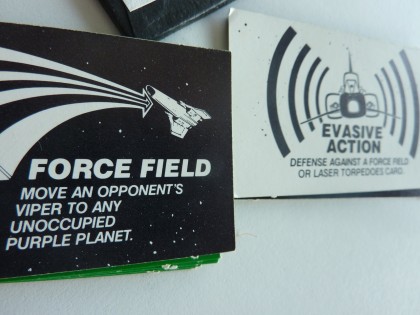 FORCE FIELD
MOVE AN OPPONENT'S
VIPER TO ANY
UNOCCUPIED
PURPLE PLANET.
EVASIVE
ACTION
DEFENSE AGAINST A FORCE FIELD
OR LASER TORPEDOES CARD.